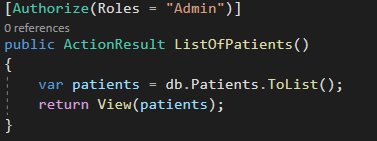 [Authorize(Roles = "Admin")]
0 references
public ActionResult ListOfPatients()
{
    var patients = db.Patients.ToList();
    return View(patients);
}